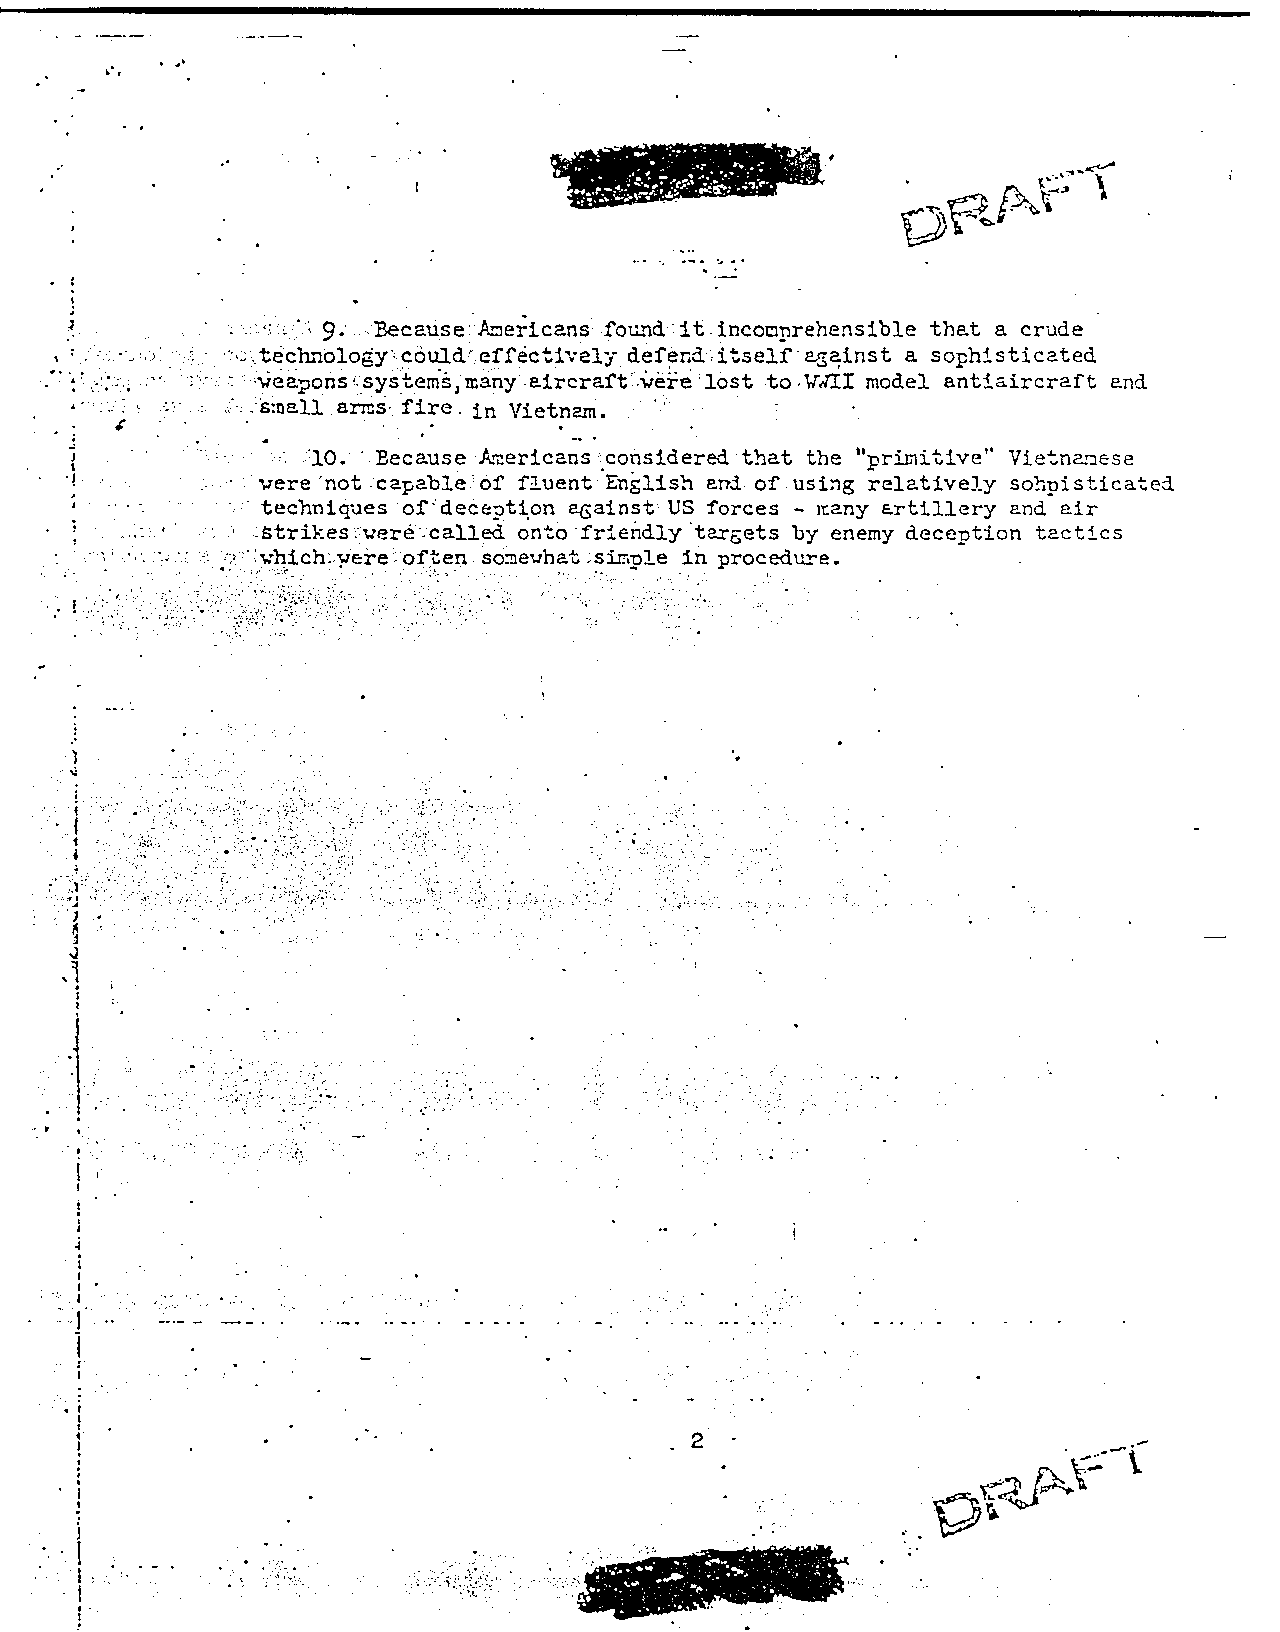 DRAFT
9. Because Americans found it incomprehensible that a crude
technology could effectively defend itself against a sophisticated
weapons systems, many aircraft were lost to WWII model antiaircraft and
small arms fire in Vietnam.
10. Because Americans considered that the "primitive" Vietnamese
were not capable of fluent English and of using relatively sohpisticated
techniques of deception against US forces - many artillery and air
strikes were called onto friendly targets by enemy deception tactics
which were often somewhat simple in procedure.
2
DRAFT